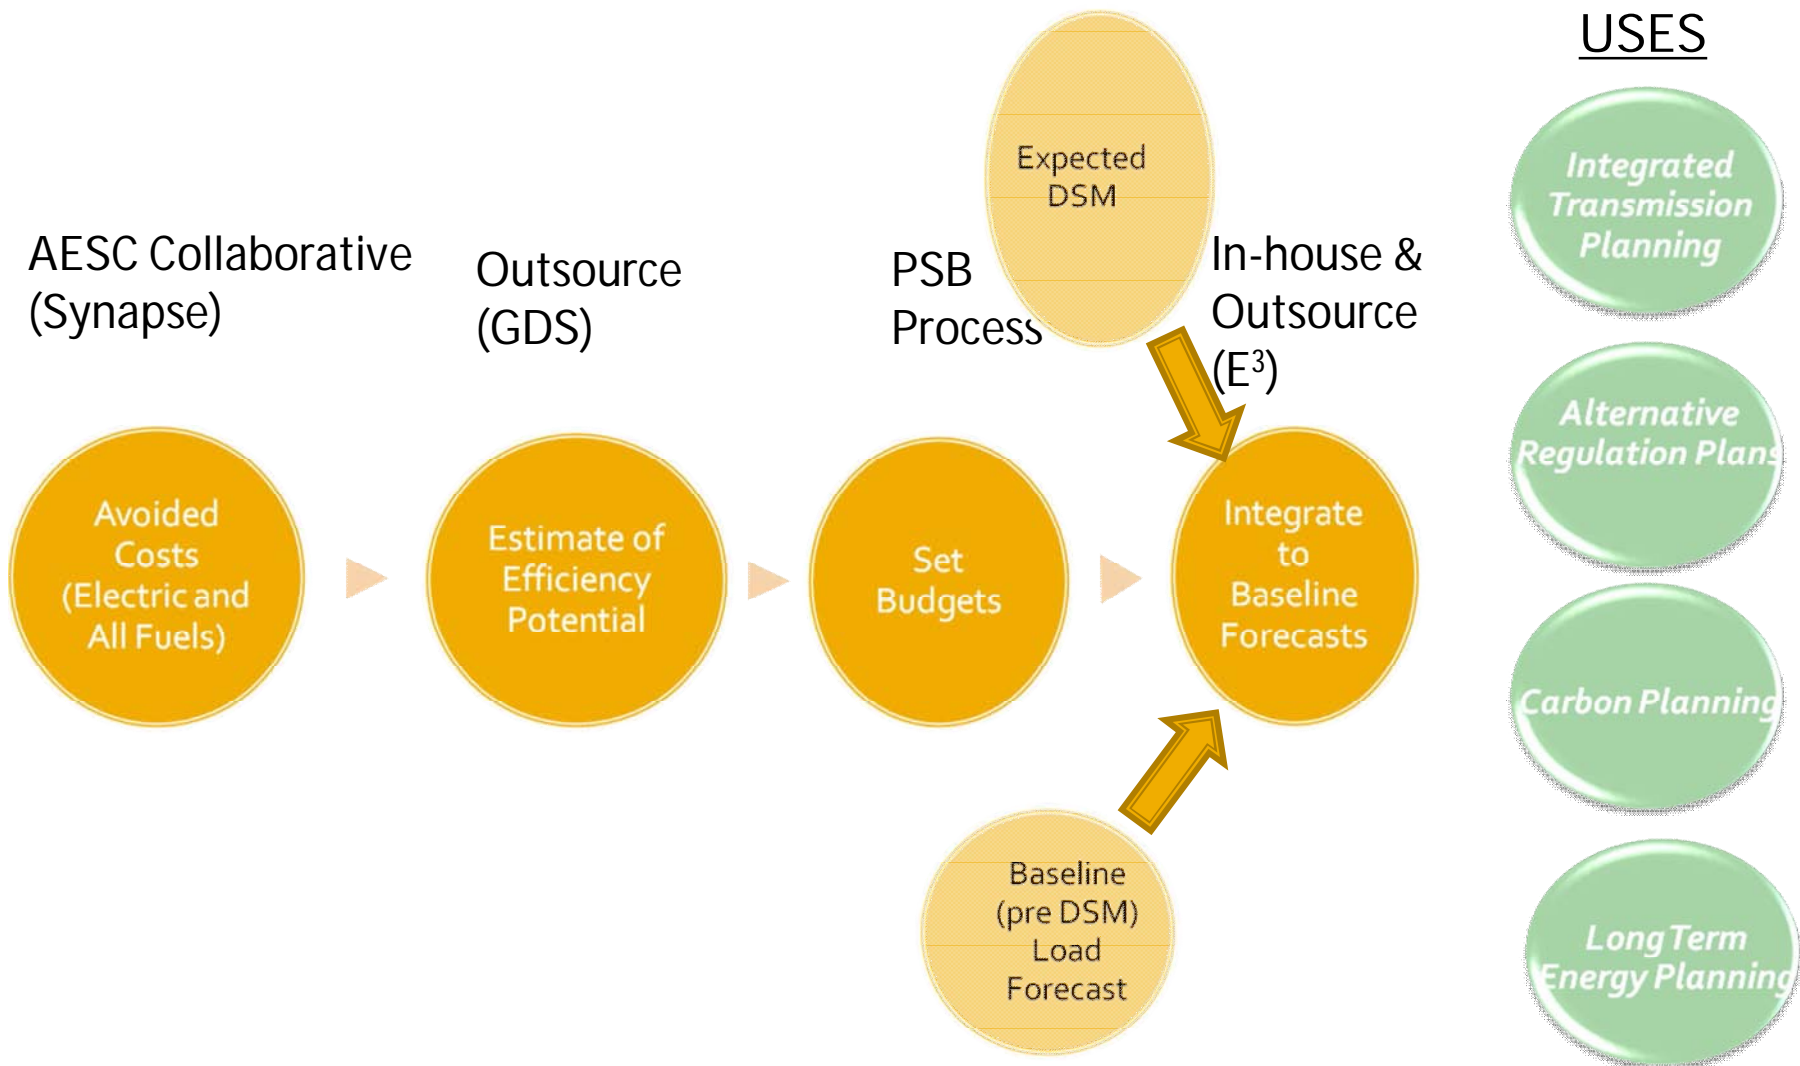 USES
Expected
DSM
AESC Collaborative
(Synapse)
Outsource
(GDS)
PSB
Process
In-house &
Outsource
(E³)
Avoided
Costs
(Electric and
All Fuels)
Estimate of
Efficiency
Potential
Set
Budgets
Integrate
to
Baseline
Forecasts
Baseline
(pre DSM)
Load
Forecast
Integrated
Transmission
Planning
Alternative
Regulation Plans
Carbon Planning
Long Term
Energy Planning